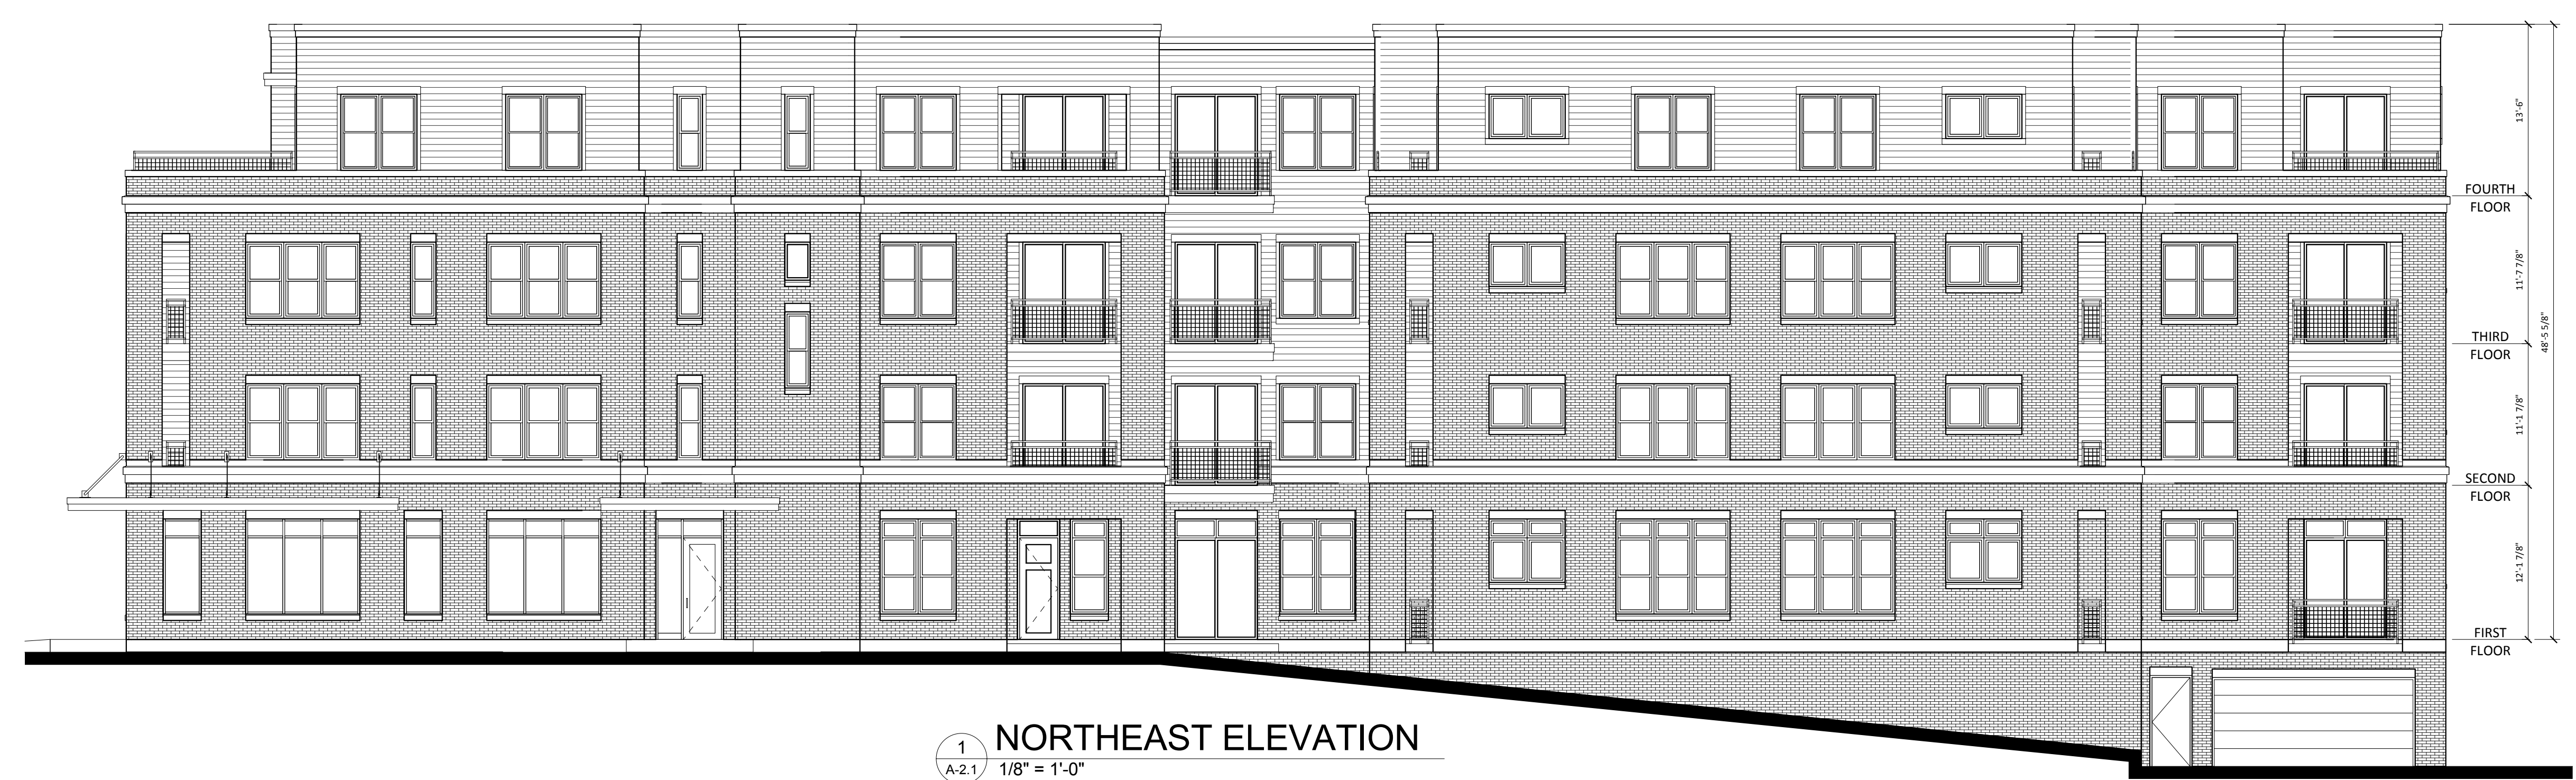 13'-6"
FOURTH
FLOOR
11'-7 7/8"
48'-5 5/8"
THIRD
FLOOR
11'-1 7/8"
SECOND
FLOOR
12'-1 7/8"
FIRST
FLOOR
1
A-2.1
NORTHEAST ELEVATION
1/8" = 1'-0"